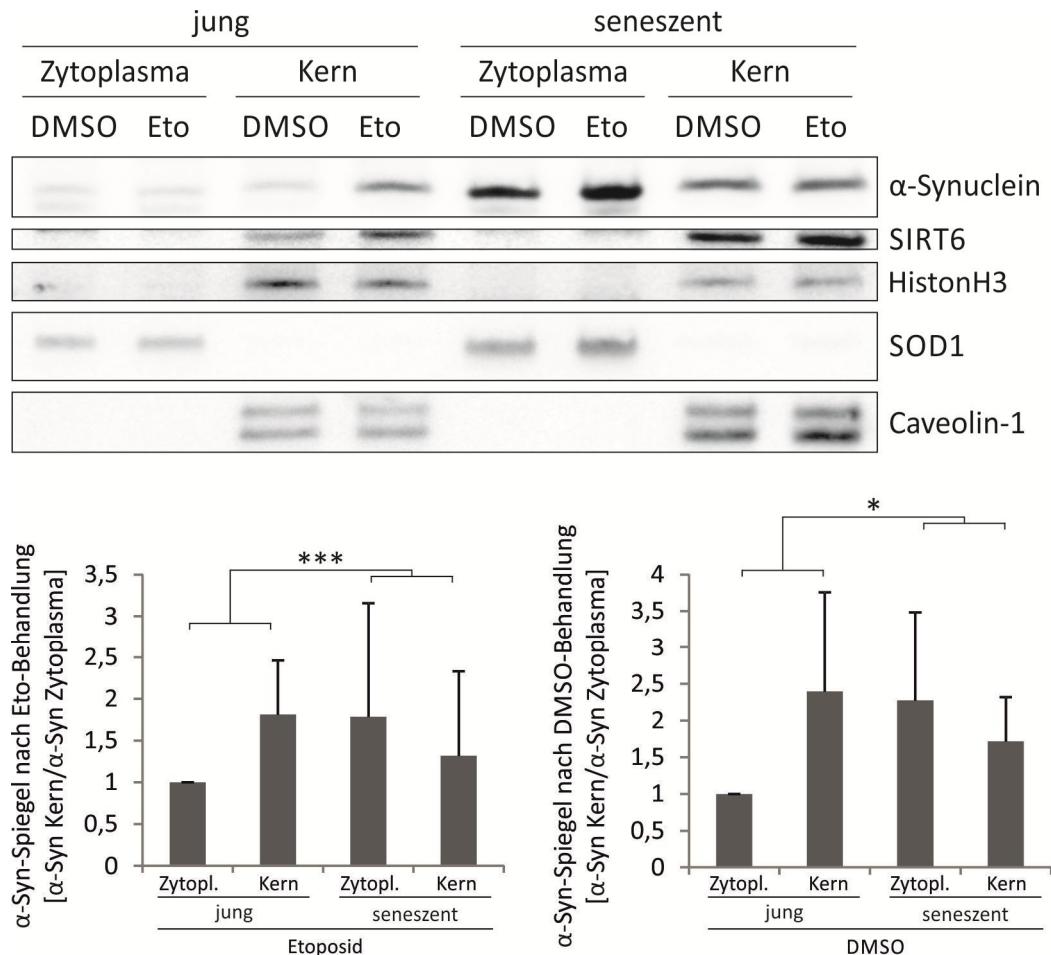 jung seneszent
Zytoplasma Kern Zytoplasma Kern
DMSO Eto DMSO Eto DMSO Eto DMSO Eto
α-Synuclein
SIRT6
HistonH3
SOD1
Caveolin-1
α-Syn-Spiegel nach Eto-Behandlung
[α-Syn Kern/α-Syn Zytoplasma]
***
3,5
3
2,5
2
1,5
1
0,5
0
Zytopl. Kern Zytopl. Kern
jung seneszent
Etoposid
α-Syn-Spiegel nach DMSO-Behandlung
[α-Syn Kern/α-Syn Zytoplasma]
*
4
3,5
3
2,5
2
1,5
1
0,5
0
Zytopl. Kern Zytopl. Kern
jung seneszent
DMSO